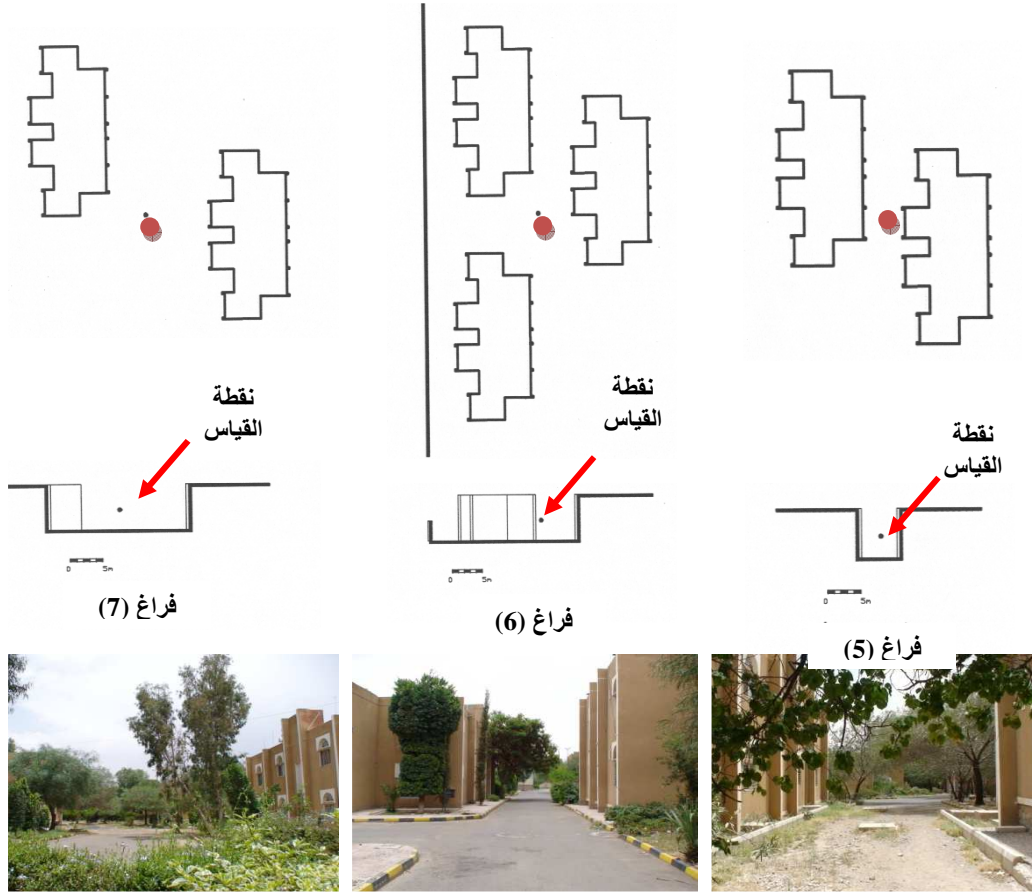 نقطة
القياس
0 5m
فراغ (5)
نقطة
القياس
0 5m
فراغ (6)
نقطة
القياس
0 5m
فراغ (7)